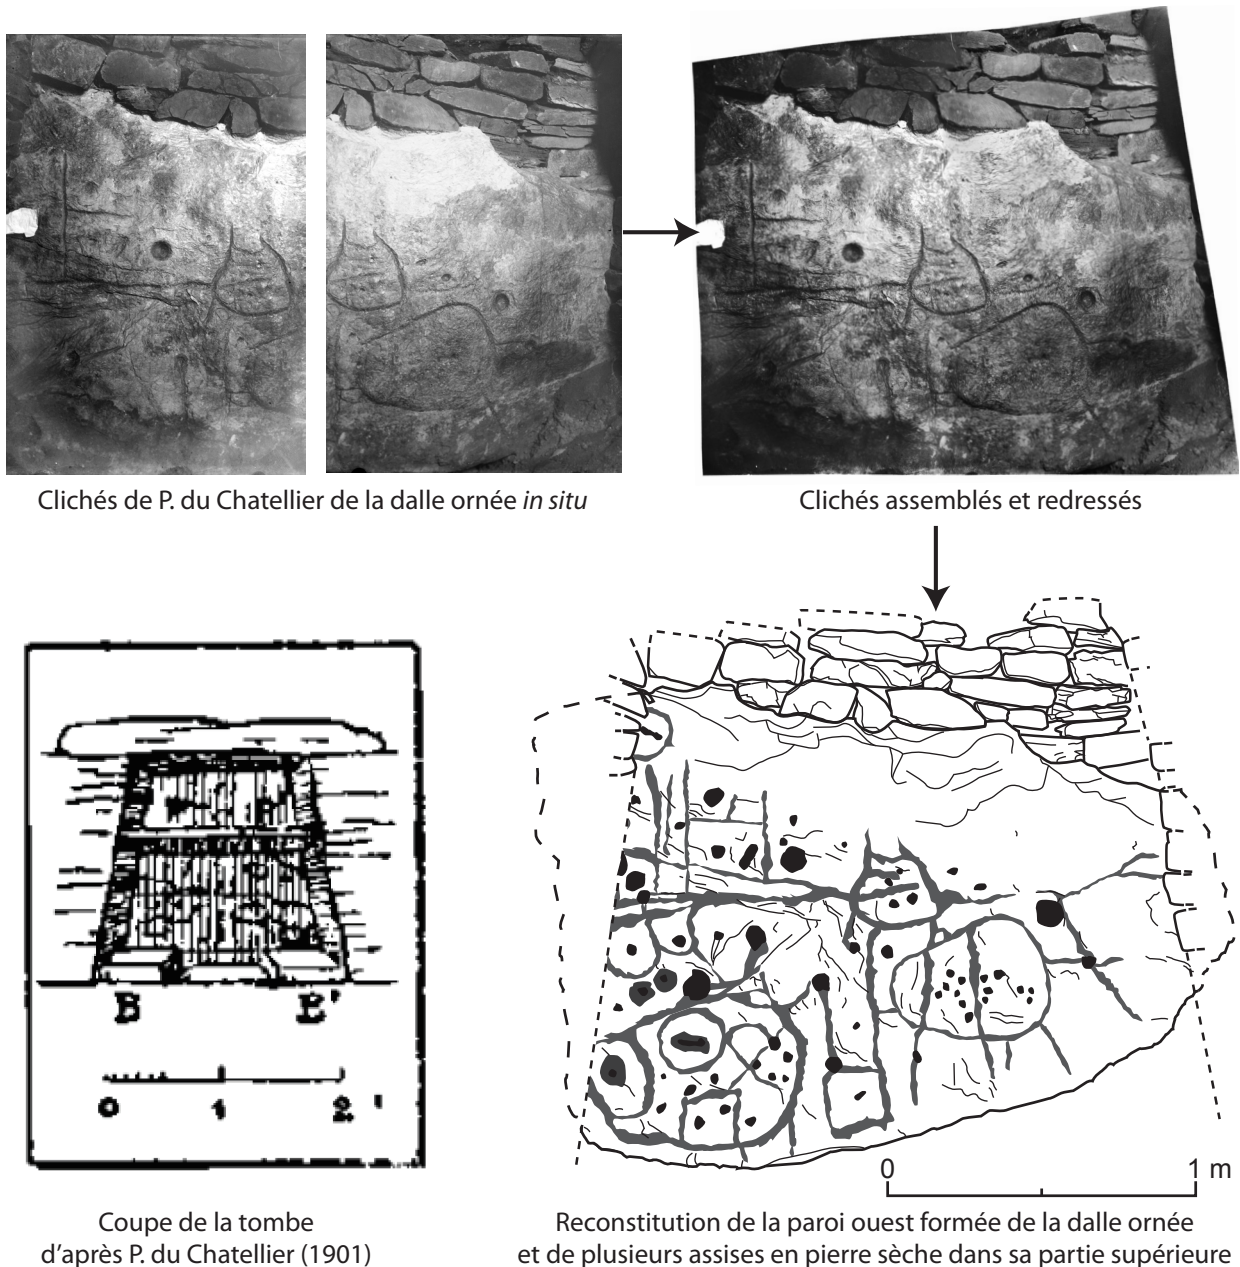 Clichés de P. du Chatellier de la dalle ornée in situ
Clichés assemblés et redressés
B E'
0 1 2
Coupe de la tombe
d'après P. du Chatellier (1901)
0 1 m
Reconstitution de la paroi ouest formée de la dalle ornée
et de plusieurs assises en pierre sèche dans sa partie supérieure